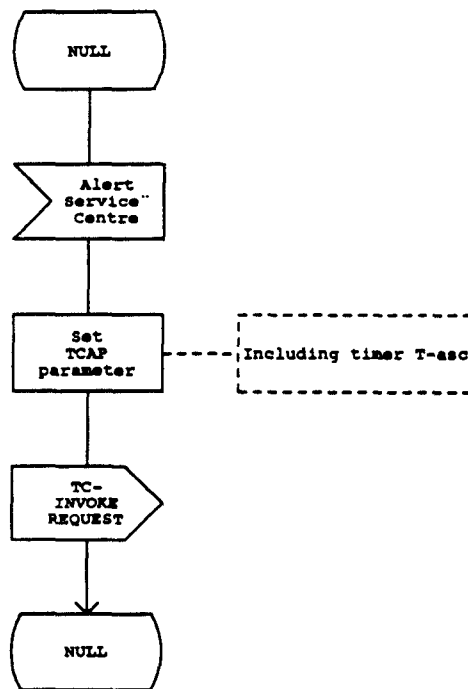 NULL
Alert
Service¨
Centre
Set
TCAP
parameter
Including timer T-asc
TC-
INVOKE
REQUEST
NULL